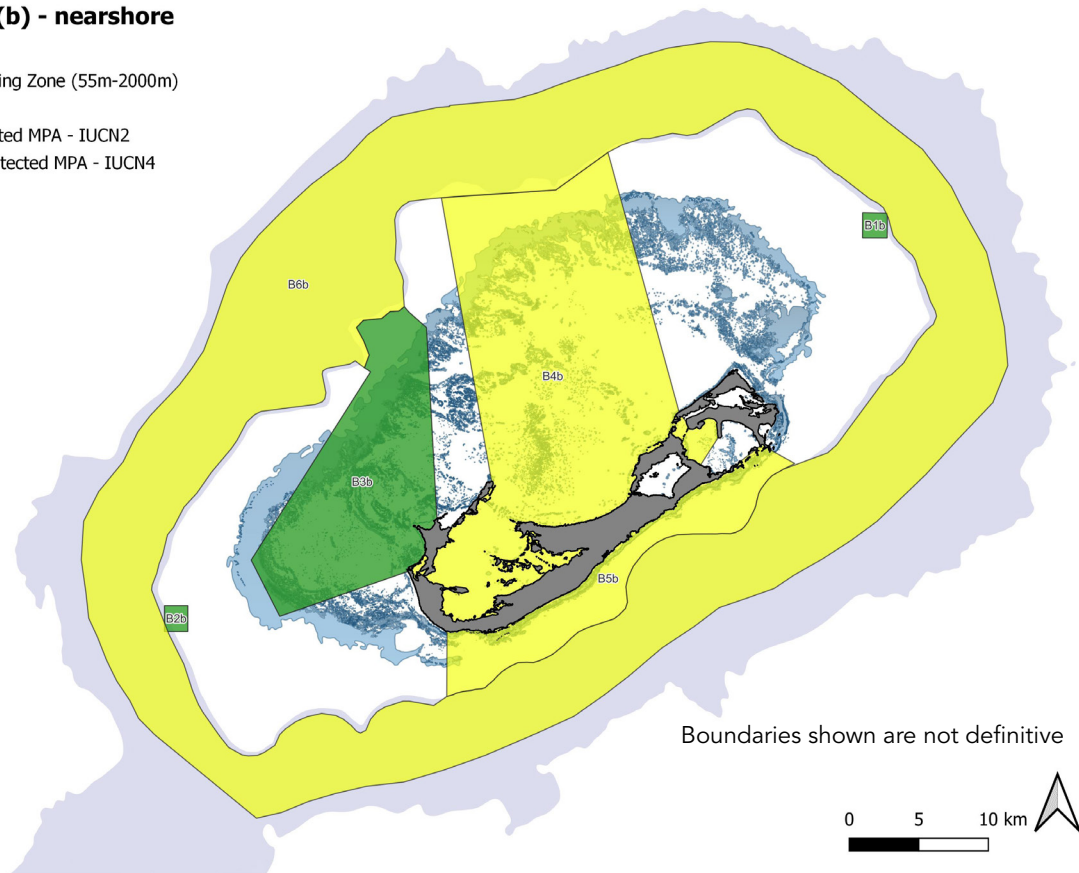 (b) - nearshore
ing Zone (55m-2000m)
ted MPA - IUCN2
tected MPA - IUCN4
B1b
B6b
B4b
B3b
B5b
B2b
Boundaries shown are not definitive
0 5 10 km